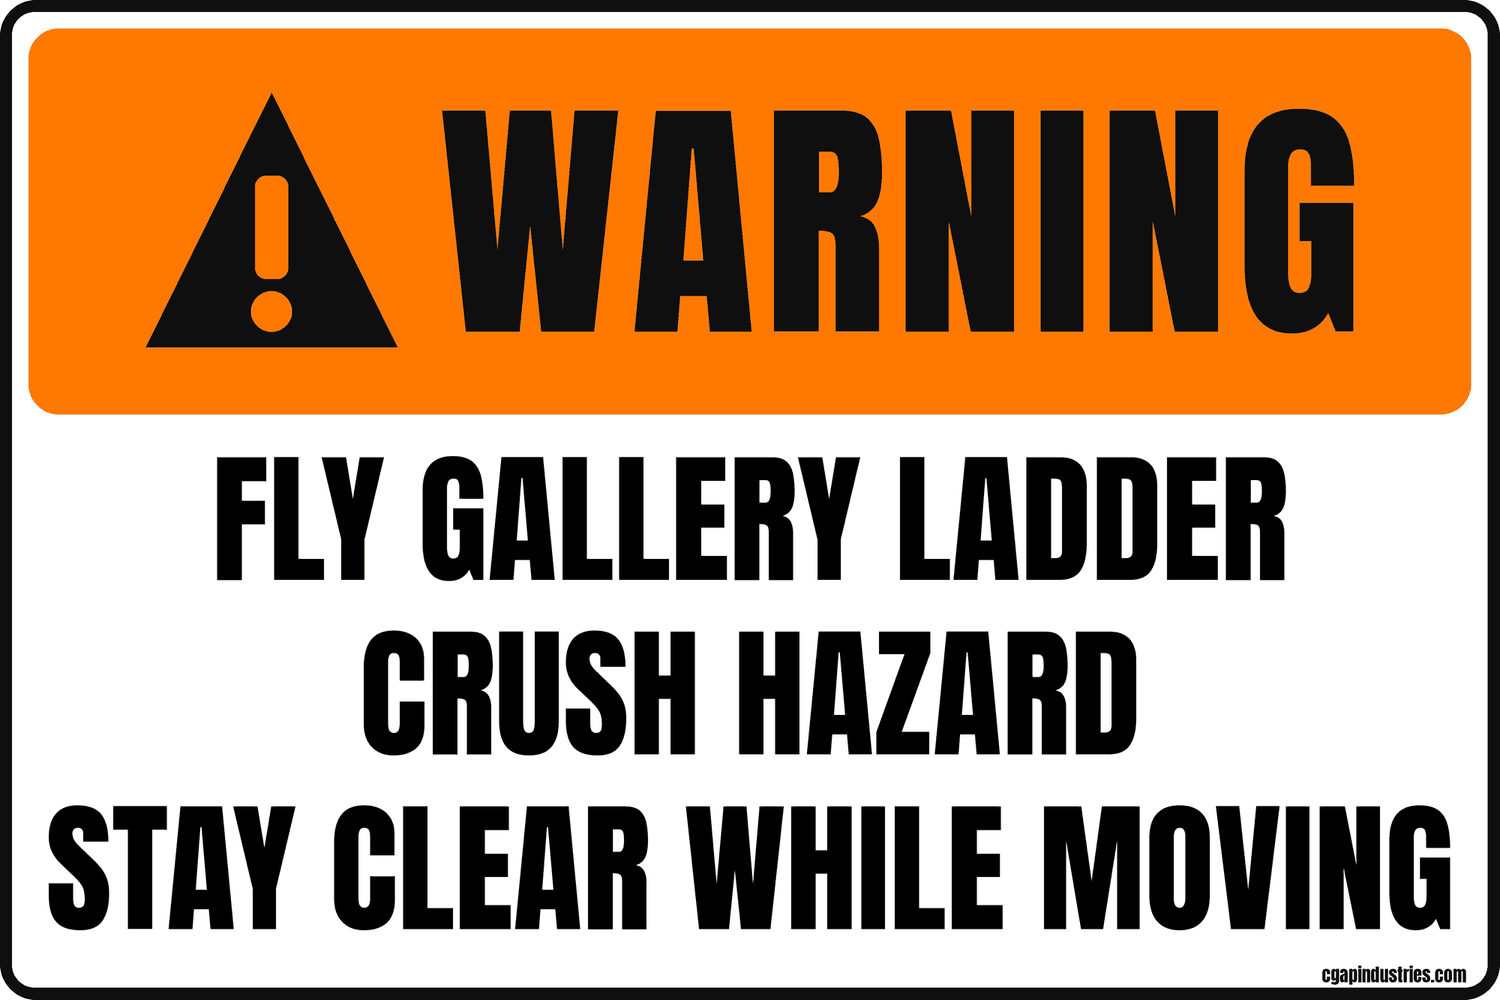 WARNING
FLY GALLERY LADDER
CRUSH HAZARD
STAY CLEAR WHILE MOVING
cgapindustries.com